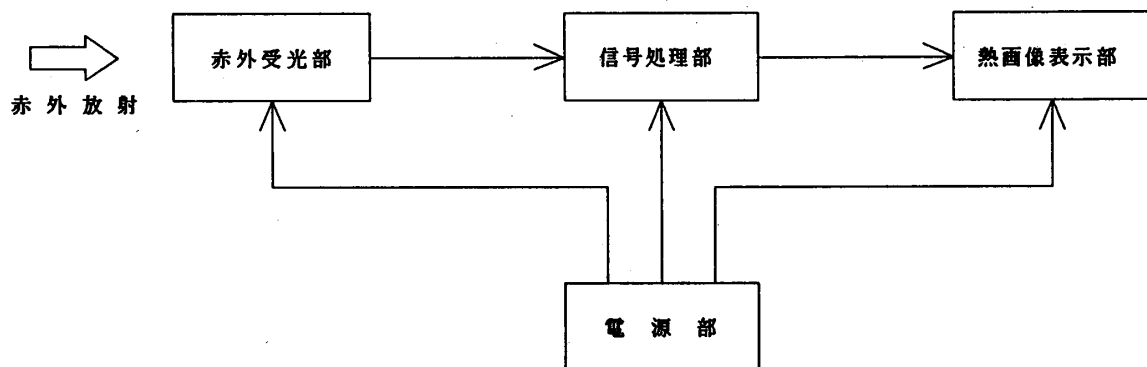 赤外受光部
信号処理部
熱画像表示部
赤外放射
電源部